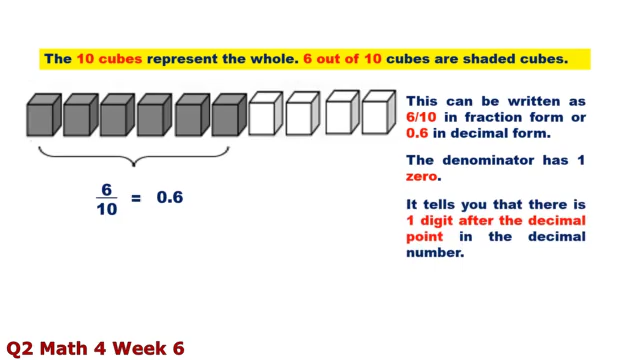 The 10 cubes represent the whole. 6 out of 10 cubes are shaded cubes.
This can be written as
6/10 in fraction form or
0.6 in decimal form.
The denominator has 1
zero.
It tells you that there is
1 digit after the decimal
point in the decimal
number.
6
10
= 0.6
Q2 Math 4 Week 6